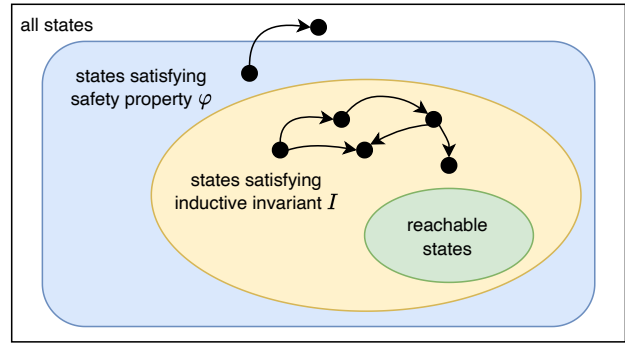 all states
states satisfying
safety property φ
states satisfying
inductive invariant I
reachable
states